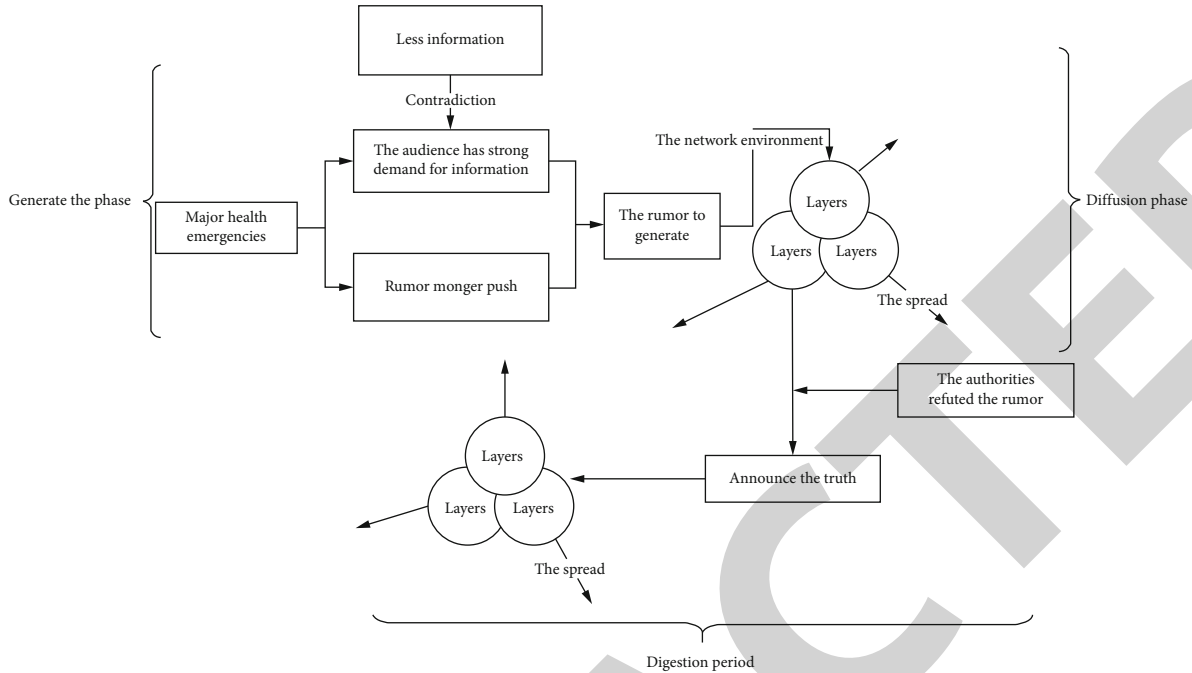 Less information
Contradiction
The audience has strong
demand for information
The network environment
Generate the phase
Major health
emergencies
The rumor to
generate
Layers
Layers
Layers
Diffusion phase
Rumor monger push
The spread
The authorities
refuted the rumor
Layers
Layers
Layers
Announce the truth
The spread
Digestion period
CTED